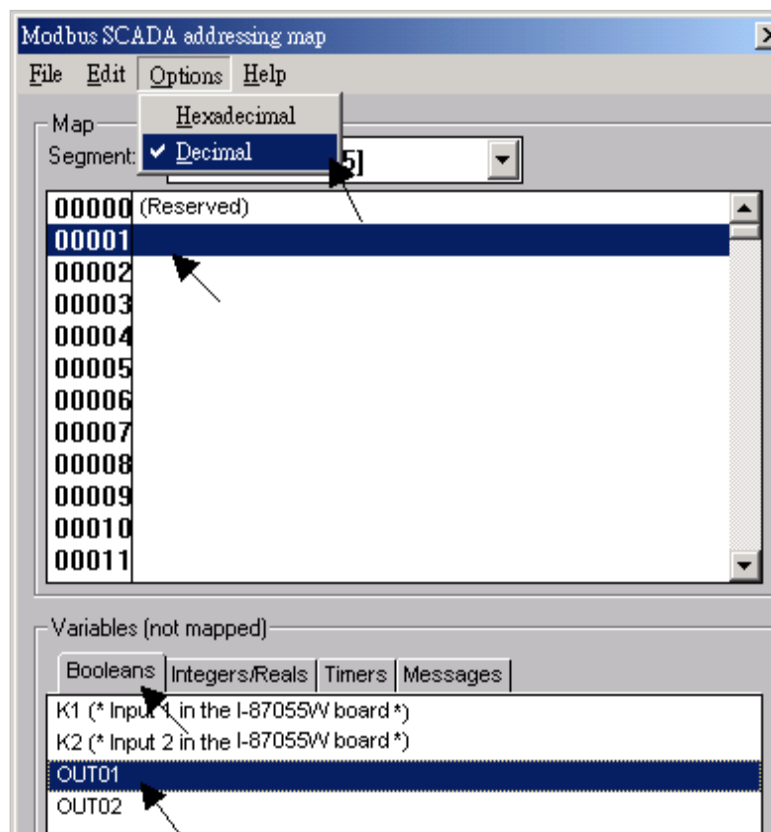 Modbus SCADA addressing map
File Edit Options Help
Hexadecimal
Decimal
Map
Segment: 5]
00000 (Reserved)
00001
00002
00003
00004
00005
00006
00007
00008
00009
00010
00011
Variables (not mapped)
Booleans Integers/Reals Timers Messages
K1 (* Input 1 in the I-87055W board *)
K2 (* Input 2 in the I-87055W board *)
OUT01
OUT02